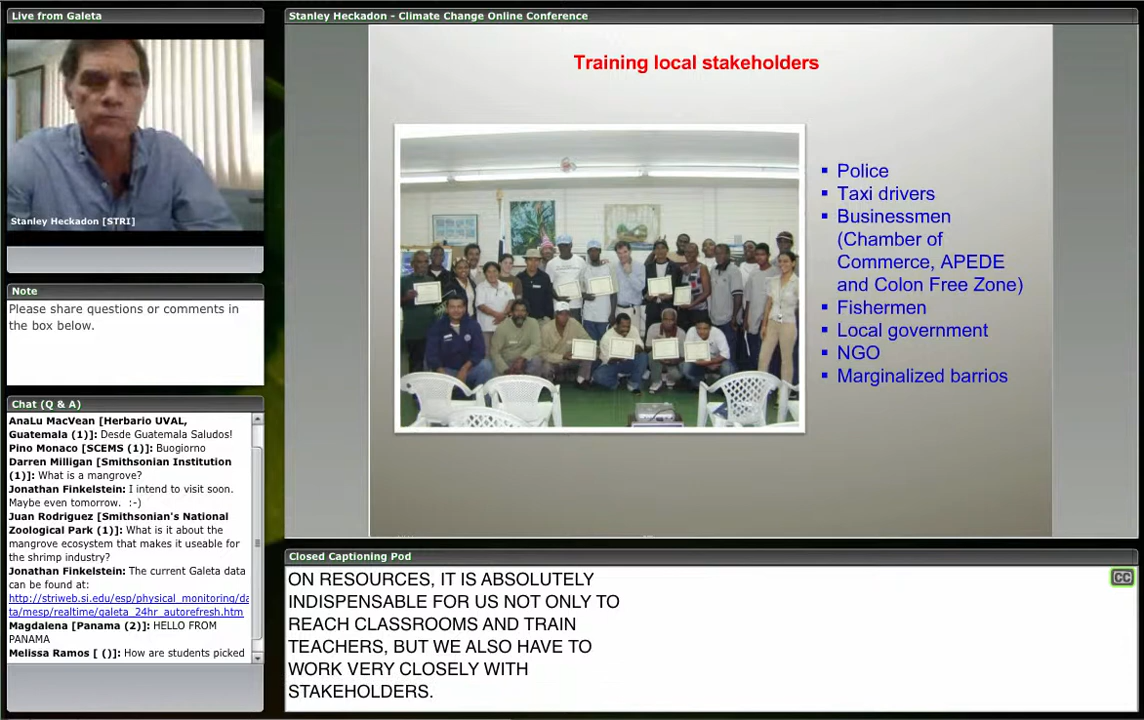 Live from Galeta
Stanley Heckadon [STRI]
Note
Please share questions or comments in
the box below.
Chat (Q & A)
AnaLu MacVean [Herbario UVAL,
Guatemala (1)]: Desde Guatemala Saludos!
Pino Monaco [SCEMS (1)]: Buogiorno
Darren Milligan [Smithsonian Institution
(1)]: What is a mangrove?
Jonathan Finkelstein: I intend to visit soon.
Maybe even tomorrow. :-)
Juan Rodriguez [Smithsonian's National
Zoological Park (1)]: What is it about the
mangrove ecosystem that makes it useable for
the shrimp industry?
Jonathan Finkelstein: The current Galeta data
can be found at:
http://striweb.si.edu/esp/physical_monitoring/da
ta/mesp/realtime/galeta_24hr_autorefresh.htm
Magdalena [Panama (2)]: HELLO FROM
PANAMA
Melissa Ramos [ ()]: How are students picked
Stanley Heckadon - Climate Change Online Conference
Training local stakeholders
▪ Police
▪ Taxi drivers
▪ Businessmen
(Chamber of
Commerce, APEDE
and Colon Free Zone)
▪ Fishermen
▪ Local government
▪ NGO
▪ Marginalized barrios
Closed Captioning Pod
CC
ON RESOURCES, IT IS ABSOLUTELY
INDISPENSABLE FOR US NOT ONLY TO
REACH CLASSROOMS AND TRAIN
TEACHERS, BUT WE ALSO HAVE TO
WORK VERY CLOSELY WITH
STAKEHOLDERS.